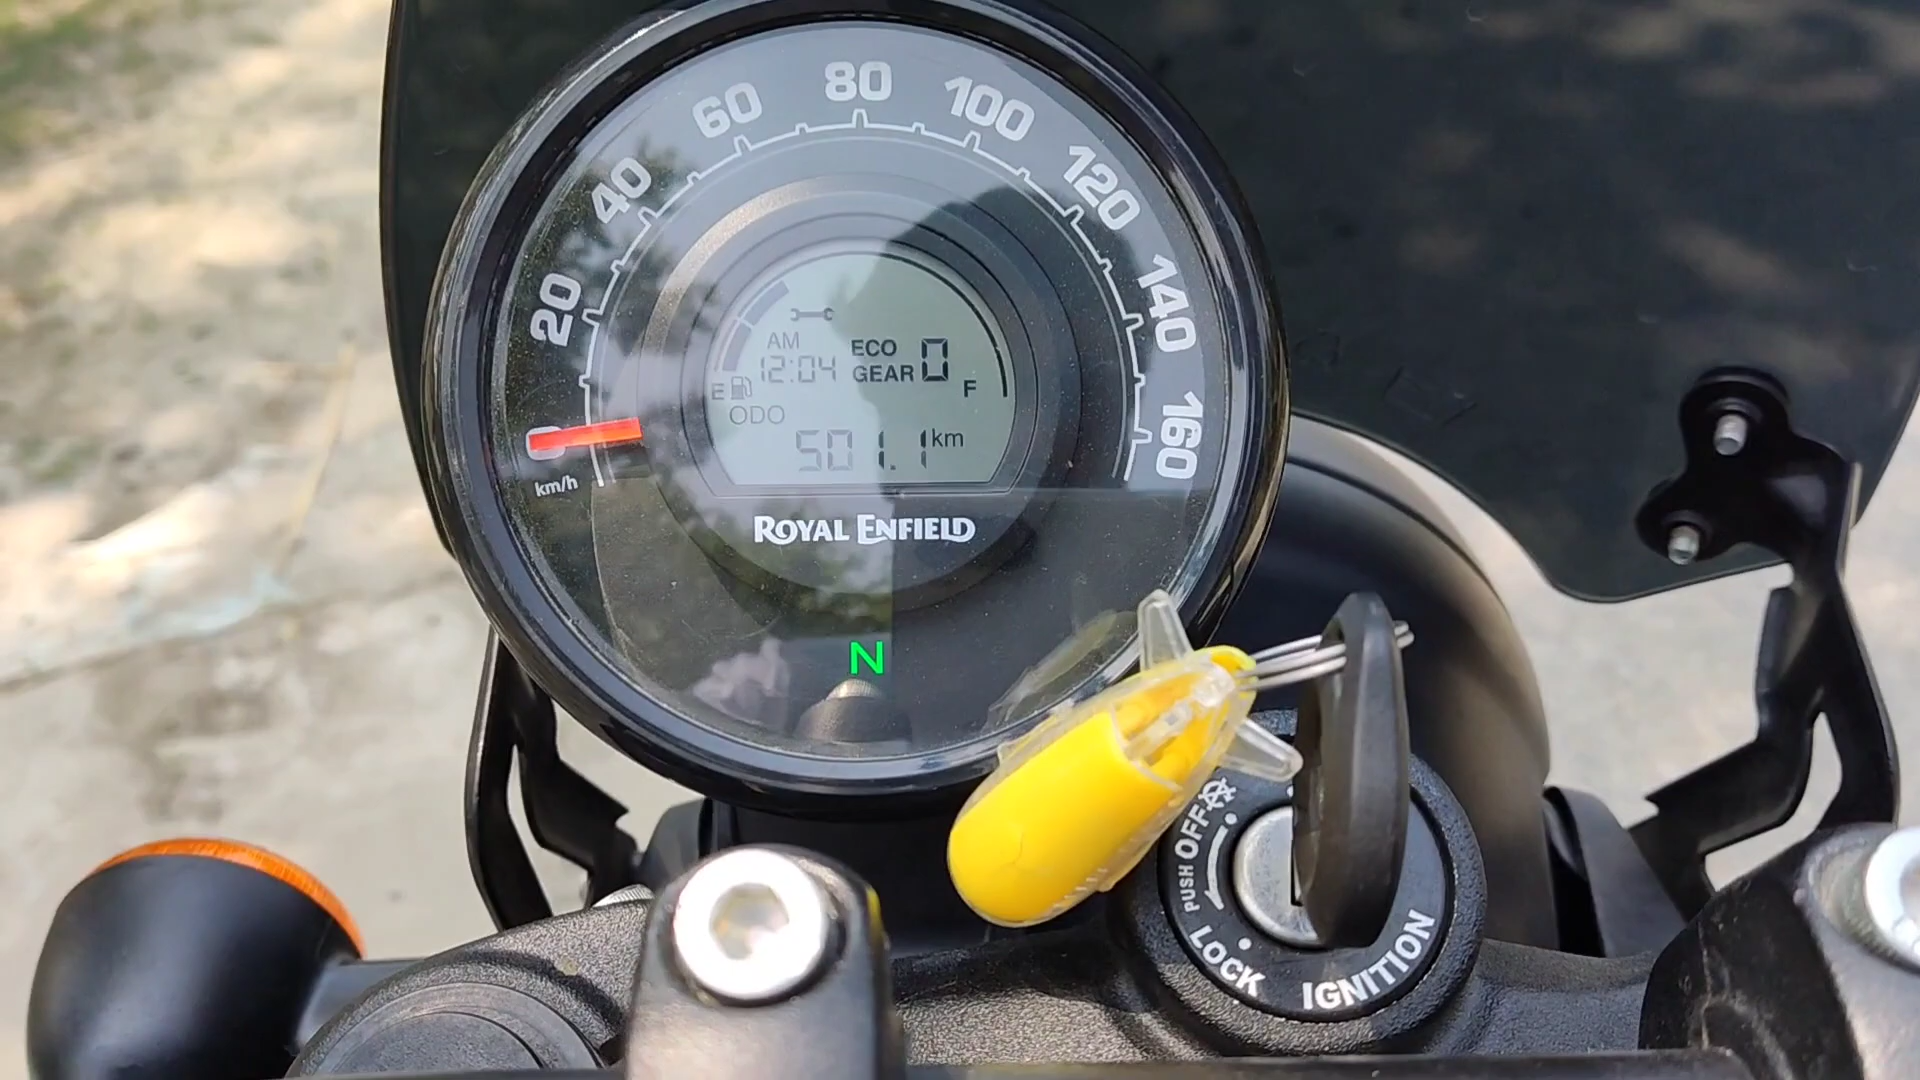 20
40
60
80
100
120
140
160
0
km/h
AM
12:04
ECO
GEAR 0
E
F
ODO
501.1 km
ROYAL ENFIELD
N
PUSH OFF
LOCK
IGNITION